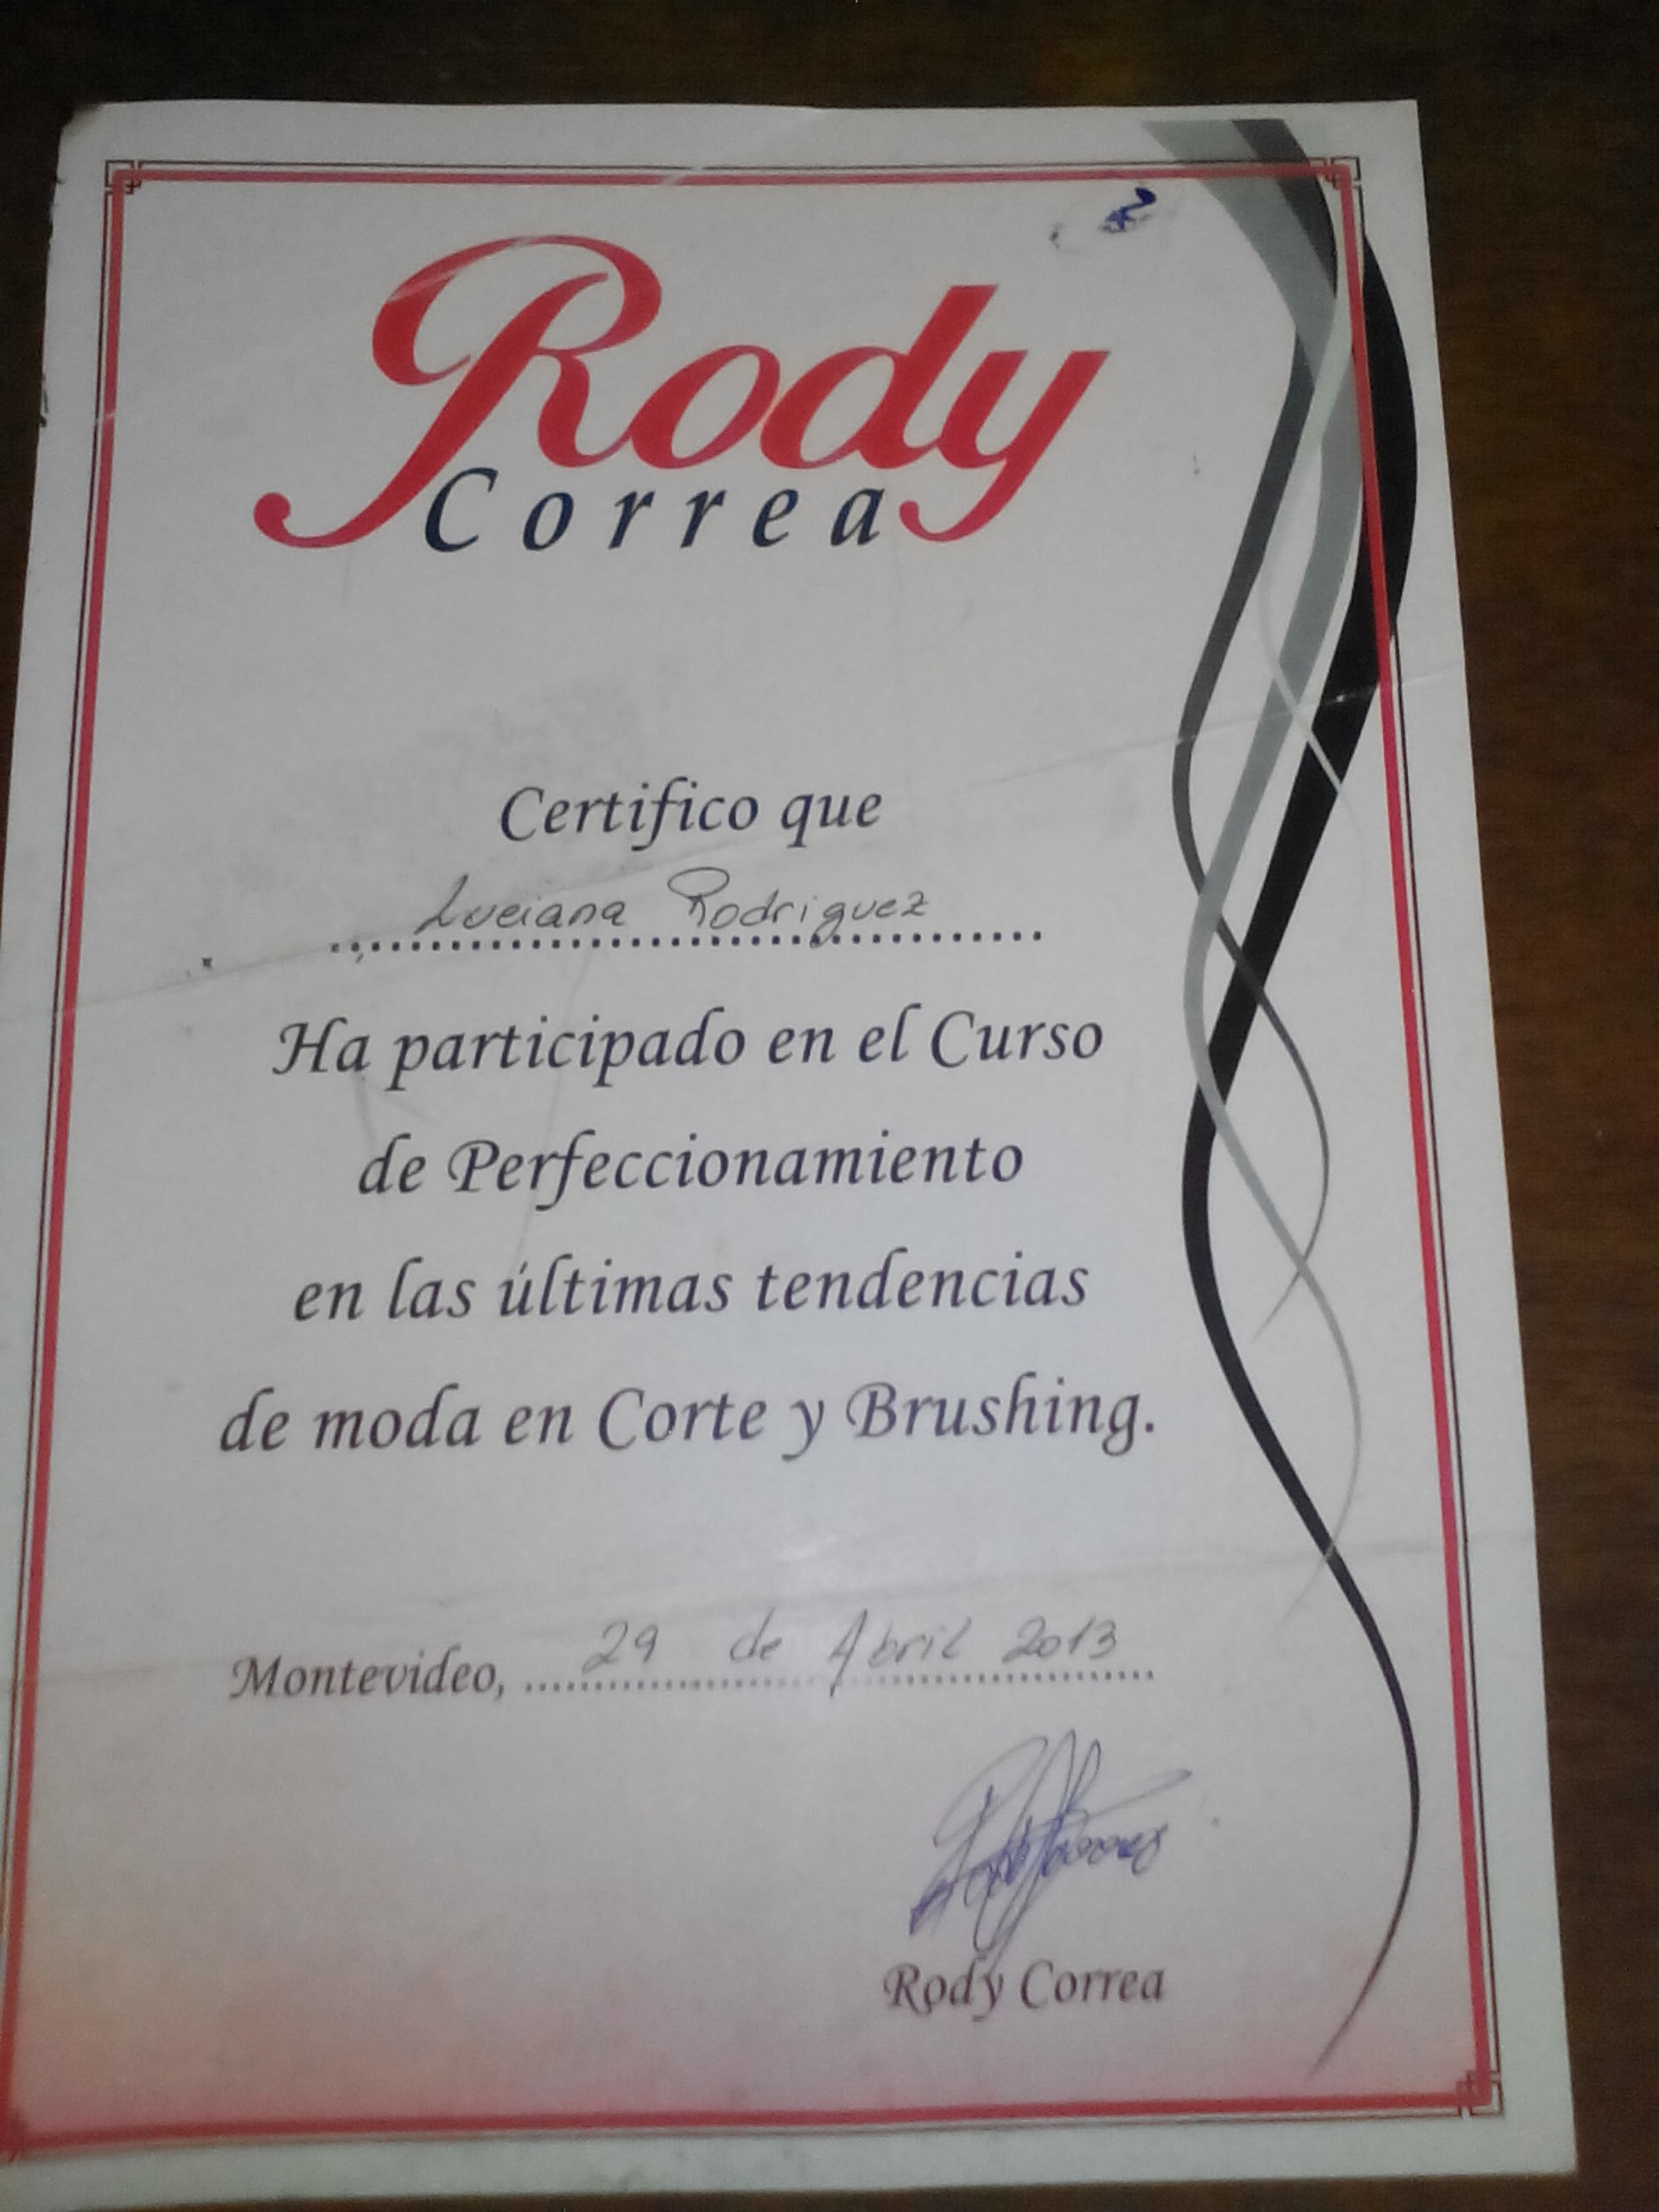 Rody
Correa
Certifico que
Luciana Rodriguez
Ha participado en el Curso
de Perfeccionamiento
en las últimas tendencias
de moda en Corte y Brushing.
Montevideo, 29 de Abril 2013
Rody Correa